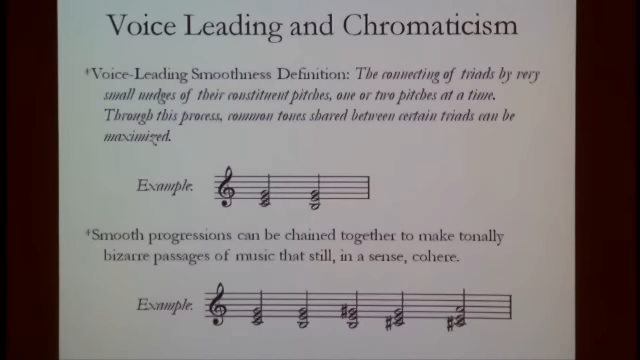 Voice Leading and Chromaticism
*Voice-Leading Smoothness Definition: The connecting of triads by very
small nudges of their constituent pitches, one or two pitches at a time.
Through this process, common tones shared between certain triads can be
maximized.
Example.
*Smooth progressions can be chained together to make tonally
bizarre passages of music that still, in a sense, cohere.
Example.